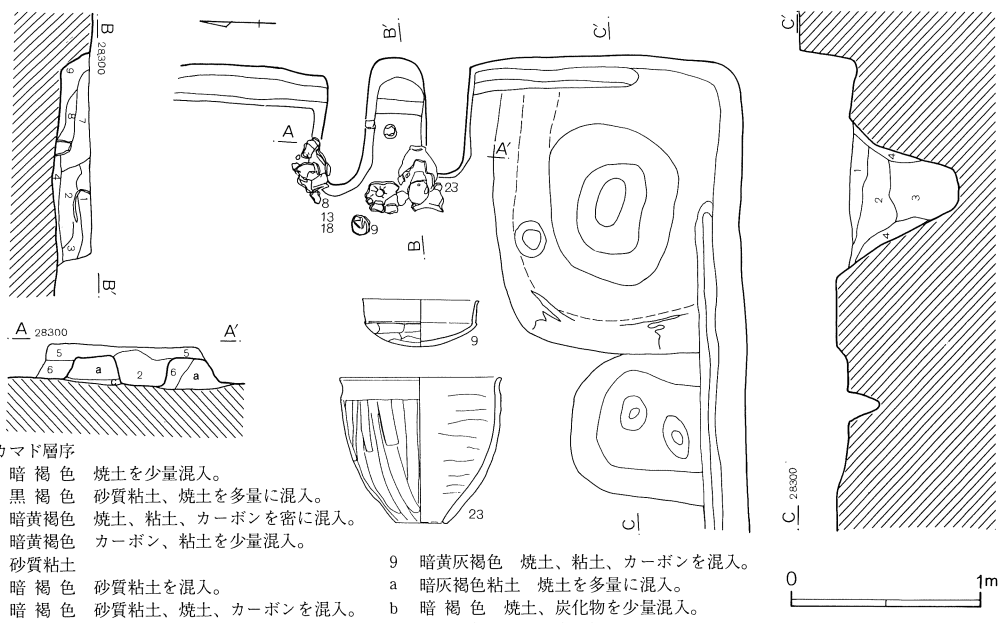 B
28300
B'
C'
C'
9
8
7
4
2
1
3
B'
A
A'
23
8
13
18
9
B
1
4
2
3
4
A 28300
A'
5
5
6
a
2
6
a
9
23
C
C 28300
カマド層序
暗褐色 焼土を少量混入。
黒褐色 砂質粘土、焼土を多量に混入。
暗黄褐色 焼土、粘土、カーボンを密に混入。
暗黄褐色 カーボン、粘土を少量混入。
砂質粘土
暗褐色 砂質粘土を混入。
暗褐色 砂質粘土、焼土、カーボンを混入。
9 暗黄灰褐色 焼土、粘土、カーボンを混入。
a 暗灰褐色粘土 焼土を多量に混入。
b 暗褐色 焼土、炭化物を少量混入。
0 1m